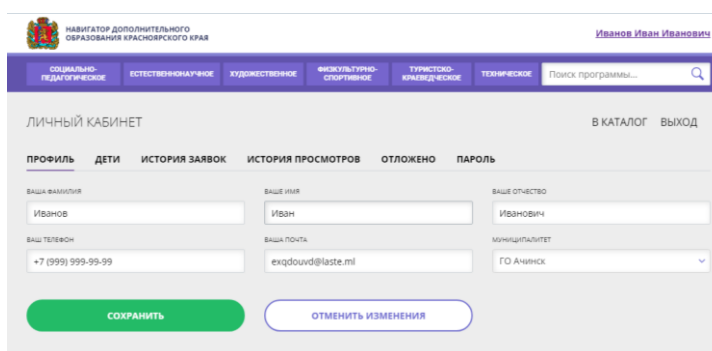 НАВИГАТОР ДОПОЛНИТЕЛЬНОГО
ОБРАЗОВАНИЯ КРАСНОЯРСКОГО КРАЯ
Иванов Иван Иванович
СОЦИАЛЬНО-
ПЕДАГОГИЧЕСКОЕ
ЕСТЕСТВЕННОНАУЧНОЕ
ХУДОЖЕСТВЕННОЕ
ФИЗКУЛЬТУРНО-
СПОРТИВНОЕ
ТУРИСТСКО-
КРАЕВЕДЧЕСКОЕ
ТЕХНИЧЕСКОЕ
Поиск программы...
ЛИЧНЫЙ КАБИНЕТ
В КАТАЛОГ ВЫХОД
ПРОФИЛЬ ДЕТИ ИСТОРИЯ ЗАЯВОК ИСТОРИЯ ПРОСМОТРОВ ОТЛОЖЕНО ПАРОЛЬ
ВАША ФАМИЛИЯ ВАШЕ ИМЯ ВАШЕ ОТЧЕСТВО
Иванов Иван Иванович
ВАШ ТЕЛЕФОН ВАША ПОЧТА МУНИЦИПАЛИТЕТ
+7 (999) 999-99-99 exqdouvd@laste.ml ГО Ачинск
СОХРАНИТЬ ОТМЕНИТЬ ИЗМЕНЕНИЯ